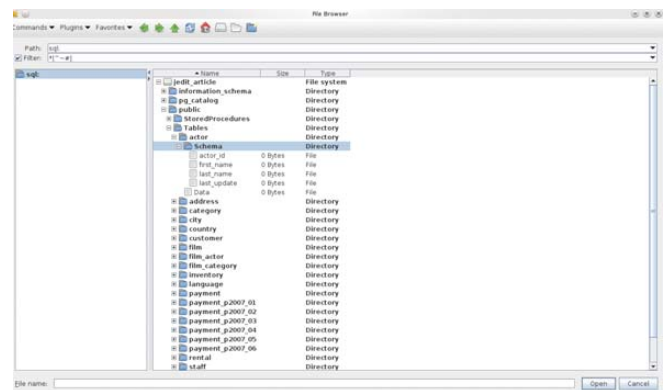 File Browser
Commands Plugins Favorites
Path: sql:
Filter: *[^~#]
sql:
Name Size Type
jedit_article File system
information_schema Directory
pg_catalog Directory
public Directory
StoredProcedures Directory
Tables Directory
actor Directory
Schema Directory
actor_id 0 Bytes File
first_name 0 Bytes File
last_name 0 Bytes File
last_update 0 Bytes File
Data 0 Bytes File
address Directory
category Directory
city Directory
country Directory
customer Directory
film Directory
film_actor Directory
film_category Directory
inventory Directory
language Directory
payment Directory
payment_p2007_01 Directory
payment_p2007_02 Directory
payment_p2007_03 Directory
payment_p2007_04 Directory
payment_p2007_05 Directory
payment_p2007_06 Directory
rental Directory
staff Directory
File name: Open Cancel